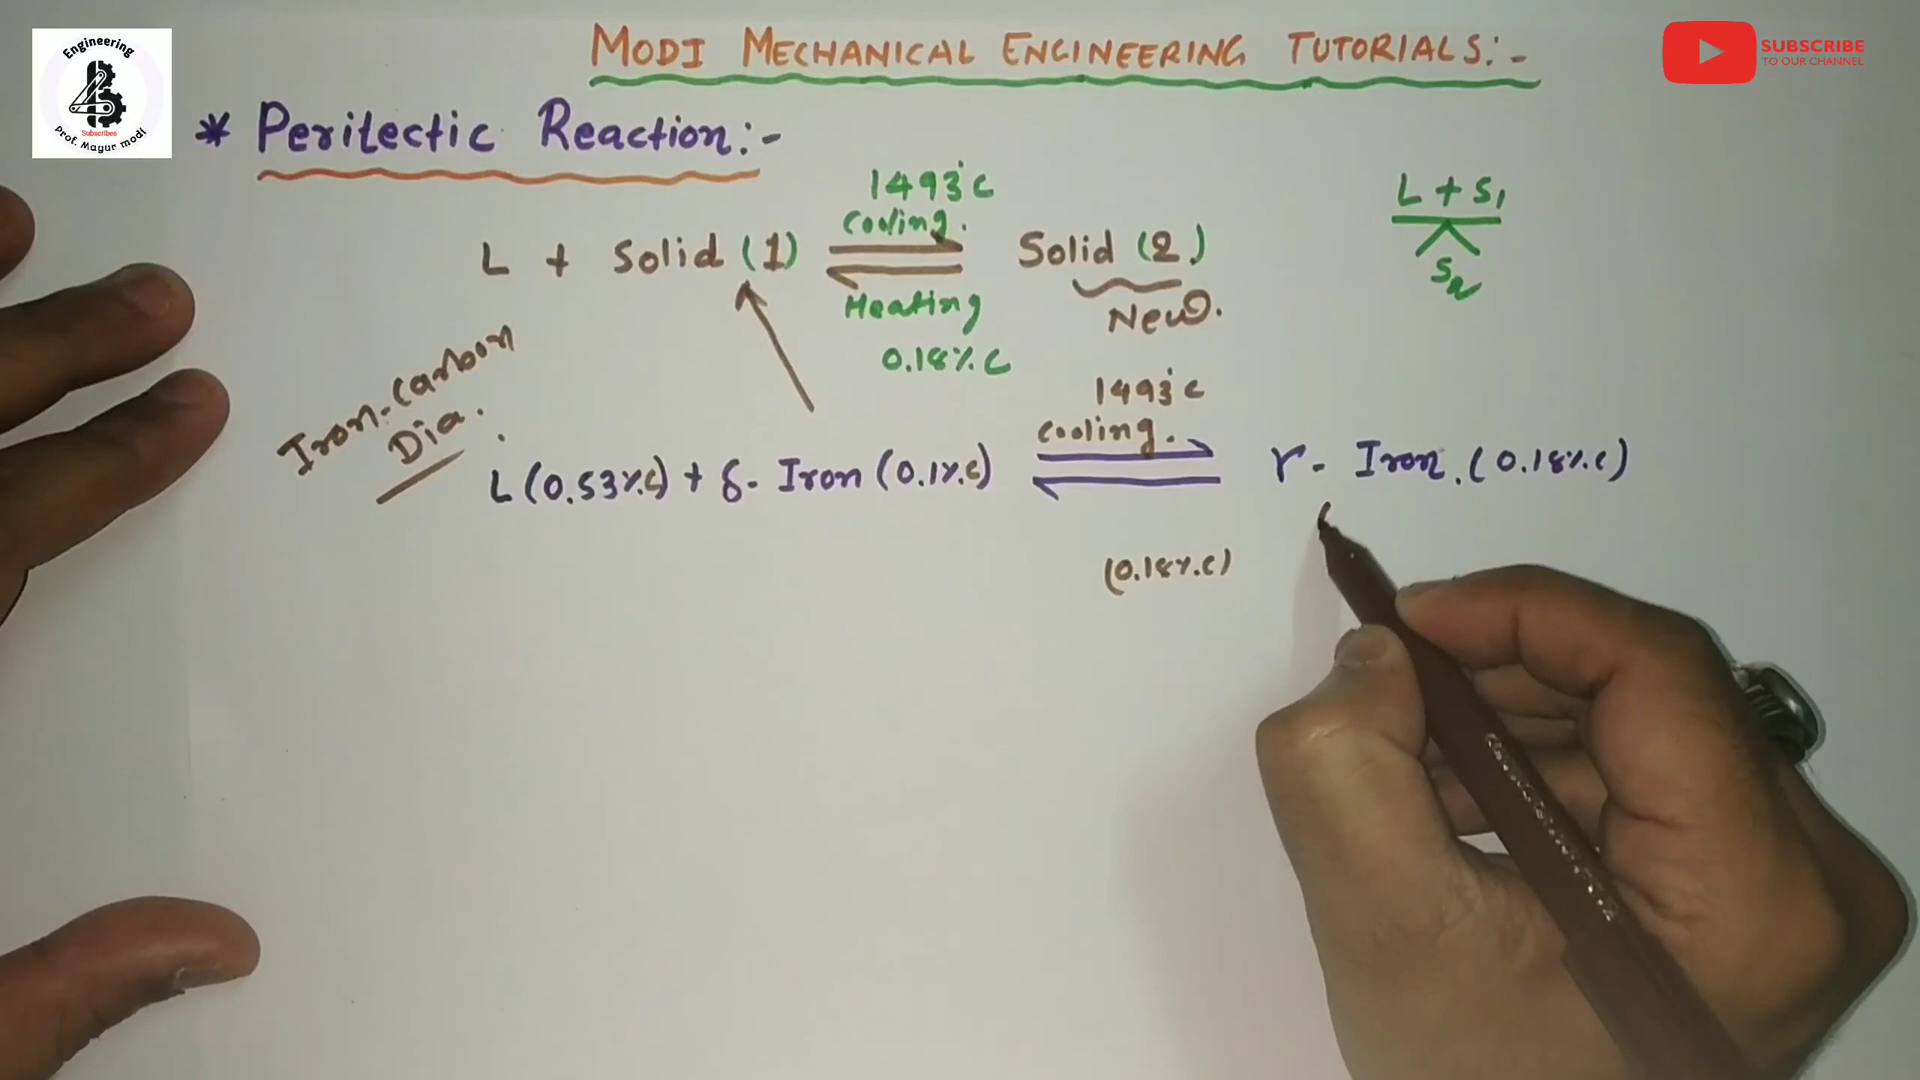 MODI MECHANICAL ENGINEERING TUTORIALS:-
SUBSCRIBE
TO OUR CHANNEL
Engineering
Subscribes
Prof. Mayur modi
* Peritectic Reaction:-
1493°C
Cooling.
L + Solid (1) ⇌ Solid (2)
Heating
New.
0.18%C
L + S1
S2
Iron-Carbon
Dia.
1493°C
Cooling.
L (0.53%C) + δ- Iron (0.1%C) ⇌ γ- Iron. (0.18%C)
(0.18%C)